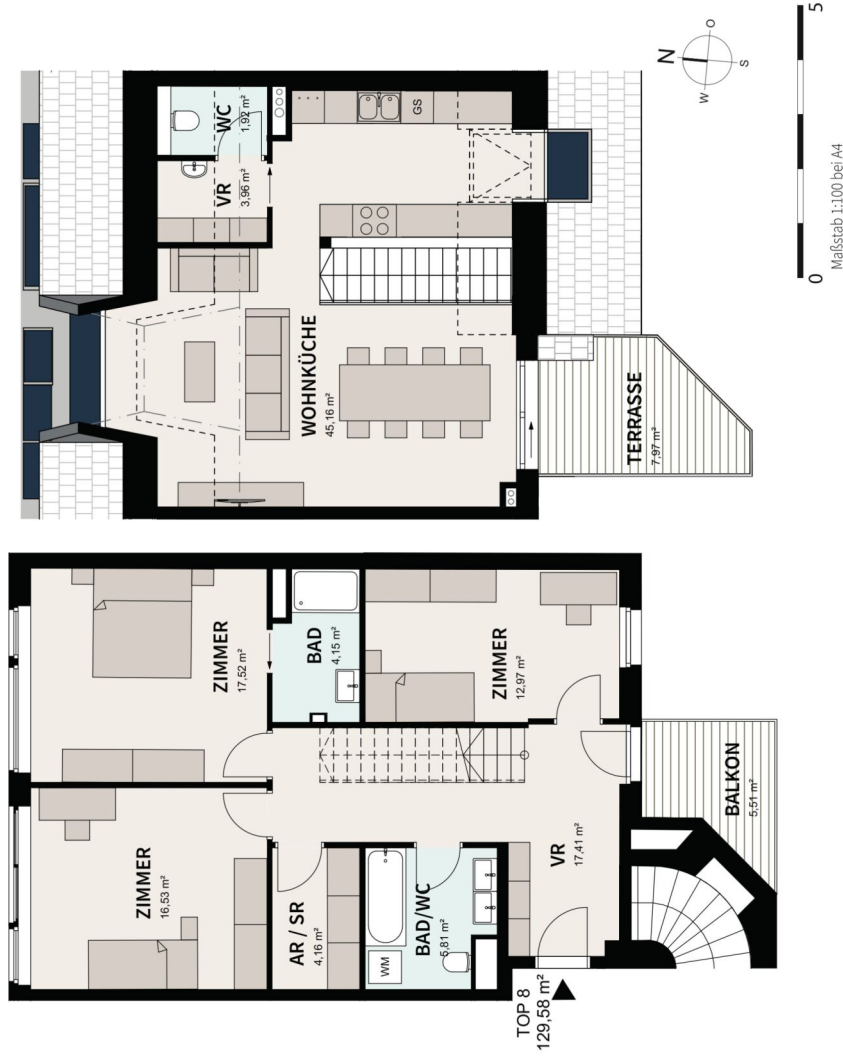 WC
1,92 m²
VR
3,96 m²
GS
WOHNKÜCHE
45,16 m²
TERRASSE
7,97 m²
N
O
S
W
0
5
Maßstab 1:100 bei A4
ZIMMER
17,52 m²
BAD
4,15 m²
ZIMMER
12,97 m²
ZIMMER
16,53 m²
AR / SR
4,16 m²
WM
BAD/WC
5,81 m²
VR
17,41 m²
BALKON
5,51 m²
TOP 8
129,58 m²